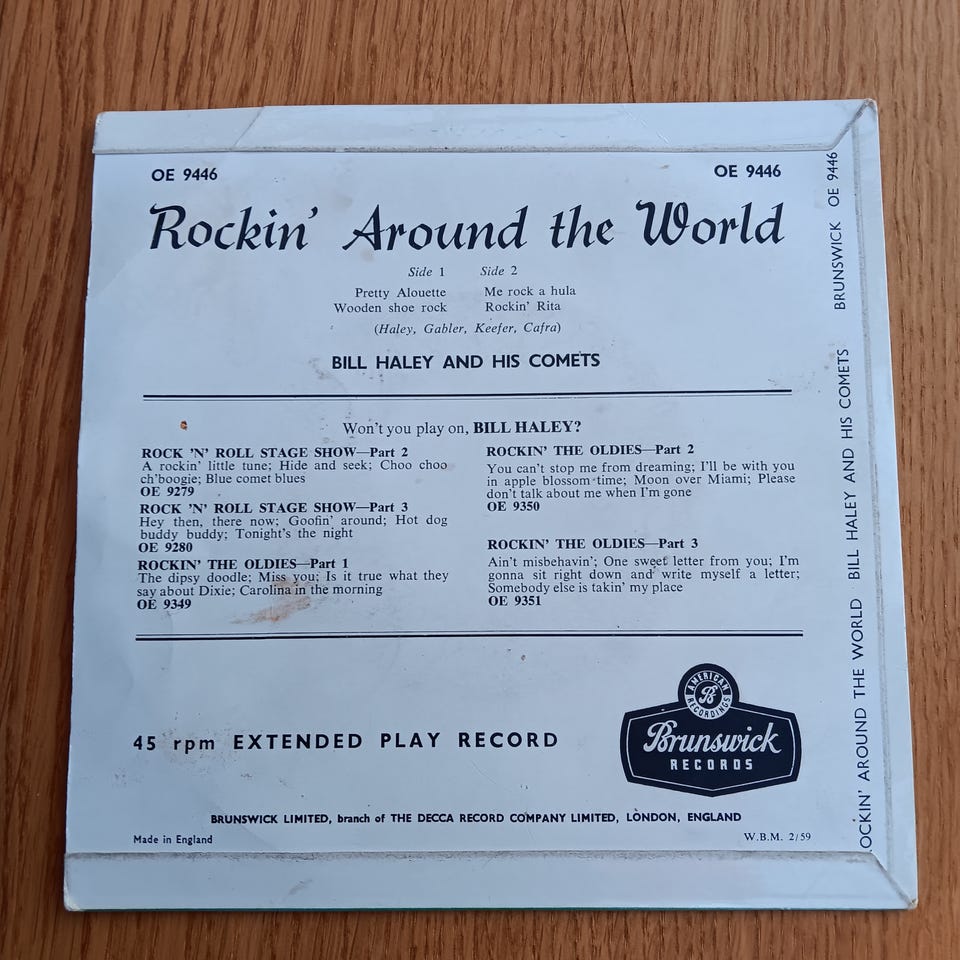 OE 9446
OE 9446
Rockin' Around the World
Side 1 Side 2
Pretty Alouette Me rock a hula
Wooden shoe rock Rockin' Rita
(Haley, Gabler, Keefer, Cafra)
BILL HALEY AND HIS COMETS
Won't you play on, BILL HALEY?
ROCK 'N' ROLL STAGE SHOW—Part 2
A rockin' little tune; Hide and seek; Choo choo
ch'boogie; Blue comet blues
OE 9279
ROCK 'N' ROLL STAGE SHOW—Part 3
Hey then, there now; Goofin' around; Hot dog
buddy buddy; Tonight's the night
OE 9280
ROCKIN' THE OLDIES—Part 1
The dipsy doodle; Miss you; Is it true what they
say about Dixie; Carolina in the morning
OE 9349
ROCKIN' THE OLDIES—Part 2
You can't stop me from dreaming; I'll be with you
in apple blossom time; Moon over Miami; Please
don't talk about me when I'm gone
OE 9350
ROCKIN' THE OLDIES—Part 3
Ain't misbehavin'; One sweet letter from you; I'm
gonna sit right down and write myself a letter;
Somebody else is takin' my place
OE 9351
45 rpm EXTENDED PLAY RECORD
AMERICAN
B
RECORDINGS
Brunswick
RECORDS
BRUNSWICK LIMITED, branch of THE DECCA RECORD COMPANY LIMITED, LONDON, ENGLAND
Made in England
W.B.M. 2/59
OCKIN' AROUND THE WORLD BILL HALEY AND HIS COMETS BRUNSWICK OE 9446